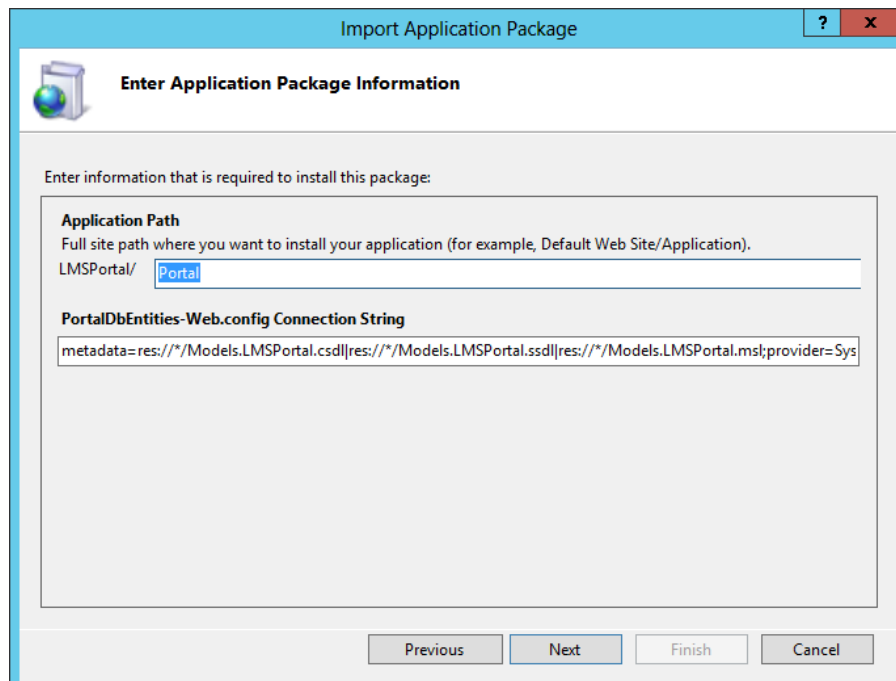 Import Application Package
? x
Enter Application Package Information
Enter information that is required to install this package:
Application Path
Full site path where you want to install your application (for example, Default Web Site/Application).
LMSPortal/ Portal
PortalDbEntities-Web.config Connection String
metadata=res://*/Models.LMSPortal.csdl|res://*/Models.LMSPortal.ssdl|res://*/Models.LMSPortal.msl;provider=Sys
Previous Next Finish Cancel